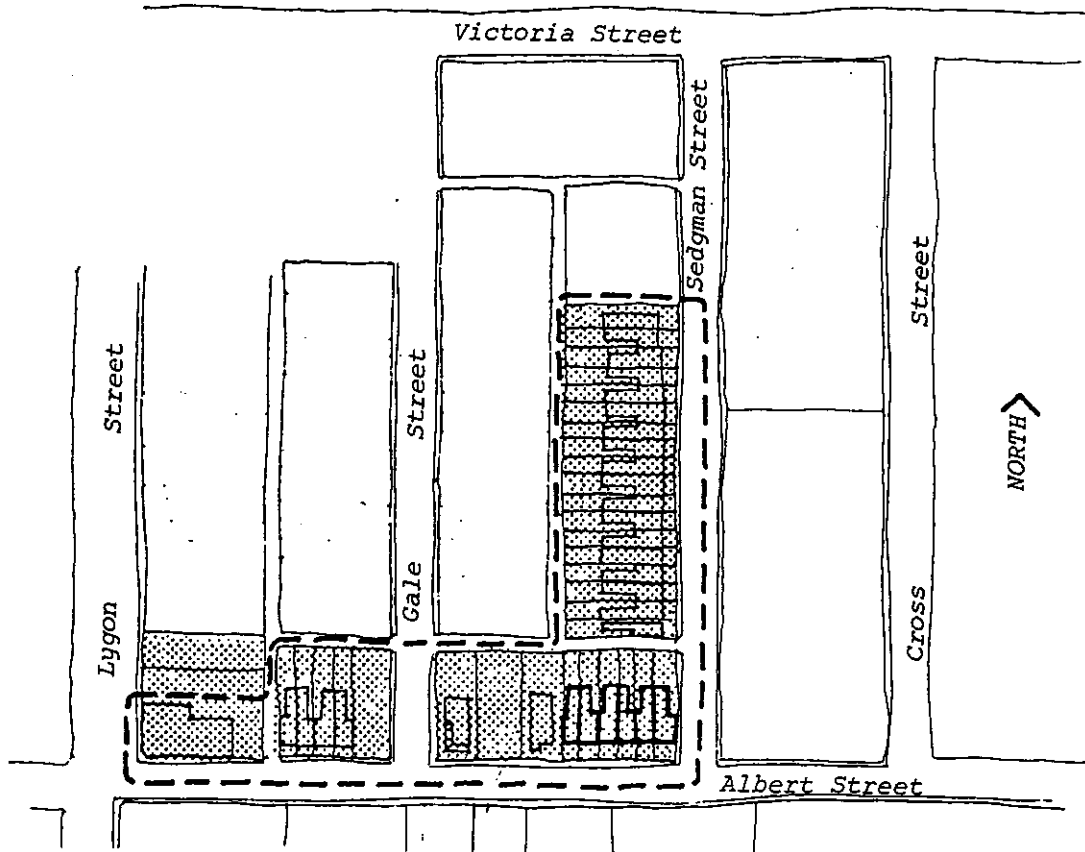 Victoria Street
Sedgman Street
Lygon Street
Gale Street
Cross Street
NORTH
Albert Street